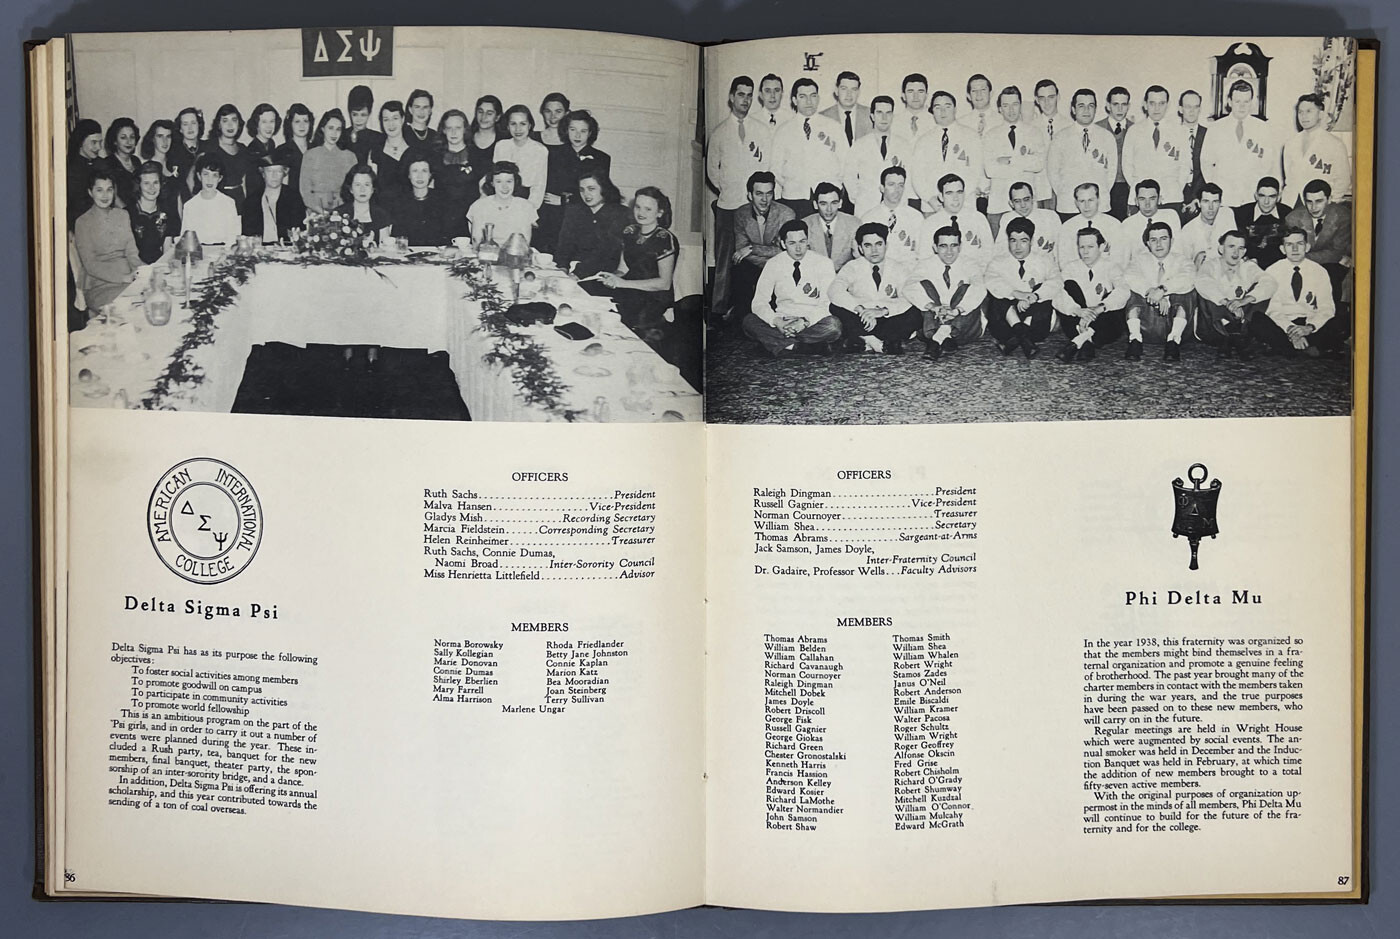 Δ Σ Ψ
AMERICAN INTERNATIONAL COLLEGE
Δ Σ Ψ
Delta Sigma Psi
Delta Sigma Psi has as its purpose the following
objectives:
To foster social activities among members
To promote goodwill on campus
To participate in community activities
To promote world fellowship
This is an ambitious program on the part of the
'Psi girls, and in order to carry it out a number of
events were planned during the year. These in-
cluded a Rush party, tea, banquet for the new
members, final banquet, theater party, the spon-
sorship of an inter-sorority bridge, and a dance.
In addition, Delta Sigma Psi is offering its annual
scholarship, and this year contributed towards the
sending of a ton of coal overseas.
OFFICERS
Ruth Sachs......................President
Malva Hansen................Vice-President
Gladys Mish.............Recording Secretary
Marcia Fieldstein......Corresponding Secretary
Helen Reinheimer.................Treasurer
Ruth Sachs, Connie Dumas,
Naomi Broad.........Inter-Sorority Council
Miss Henrietta Littlefield.............Advisor
MEMBERS
Norma Borowsky Rhoda Friedlander
Sally Kollegian Betty Jane Johnston
Marie Donovan Connie Kaplan
Connie Dumas Marion Katz
Shirley Eberlien Bea Mooradian
Mary Farrell Joan Steinberg
Alma Harrison Terry Sullivan
Marlene Ungar
86
OFFICERS
Raleigh Dingman.................President
Russell Gagnier..............Vice-President
Norman Cournoyer...............Treasurer
William Shea....................Secretary
Thomas Abrams............Sargeant-at-Arms
Jack Samson, James Doyle,
Inter-Fraternity Council
Dr. Gadaire, Professor Wells...Faculty Advisors
MEMBERS
Thomas Abrams
William Belden
William Callahan
Richard Cavanaugh
Norman Cournoyer
Raleigh Dingman
Mitchell Dobek
James Doyle
Robert Driscoll
George Fisk
Russell Gagnier
George Giokas
Richard Green
Chester Gronostalski
Kenneth Harris
Francis Hassion
Anderson Kelley
Edward Kosier
Richard LaMothe
Walter Normandier
John Samson
Robert Shaw
Thomas Smith
William Shea
William Whalen
Robert Wright
Stamos Zades
Janus O'Neil
Robert Anderson
Emile Biscaldi
William Kramer
Walter Pacosa
Roger Schultz
William Wright
Roger Geoffrey
Alfonse Okscin
Fred Grise
Robert Chisholm
Richard O'Grady
Robert Shumway
Mitchell Kuzdzal
William O'Connor
William Mulcahy
Edward McGrath
Φ Δ M
Phi Delta Mu
In the year 1938, this fraternity was organized so
that the members might bind themselves in a fra-
ternal organization and promote a genuine feeling
of brotherhood. The past year brought many of the
charter members in contact with the members taken
in during the war years, and the true purposes
have been passed on to these new members, who
will carry on in the future.
Regular meetings are held in Wright House
which were augmented by social events. The an-
nual smoker was held in December and the Induc-
tion Banquet was held in February, at which time
the addition of new members brought to a total
fifty-seven active members.
With the original purposes of organization up-
permost in the minds of all members, Phi Delta Mu
will continue to build for the future of the fra-
ternity and for the college.
87